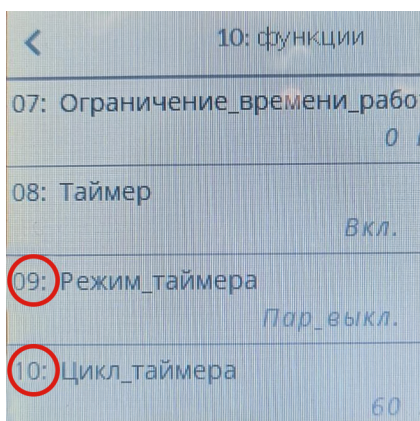 10: функции
07: Ограничение_времени_рабо
0
08: Таймер
Вкл.
09: Режим_таймера
Пар_выкл.
10: Цикл_таймера
60